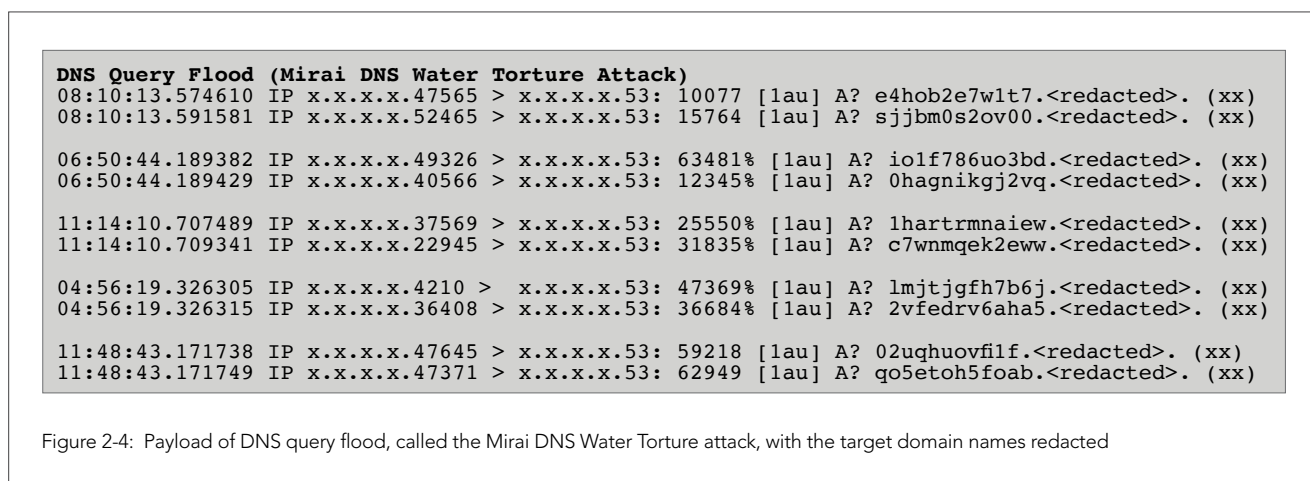 DNS Query Flood (Mirai DNS Water Torture Attack)
08:10:13.574610 IP x.x.x.x.47565 > x.x.x.x.53: 10077 [1au] A? e4hob2e7w1t7.<redacted>. (xx)
08:10:13.591581 IP x.x.x.x.52465 > x.x.x.x.53: 15764 [1au] A? sjjbm0s2ov00.<redacted>. (xx)
06:50:44.189382 IP x.x.x.x.49326 > x.x.x.x.53: 63481% [1au] A? io1f786uo3bd.<redacted>. (xx)
06:50:44.189429 IP x.x.x.x.40566 > x.x.x.x.53: 12345% [1au] A? 0hagnikgj2vq.<redacted>. (xx)
11:14:10.707489 IP x.x.x.x.37569 > x.x.x.x.53: 25550% [1au] A? 1hartrmnaiew.<redacted>. (xx)
11:14:10.709341 IP x.x.x.x.22945 > x.x.x.x.53: 31835% [1au] A? c7wnmqek2eww.<redacted>. (xx)
04:56:19.326305 IP x.x.x.x.4210 > x.x.x.x.53: 47369% [1au] A? lmjtjgfh7b6j.<redacted>. (xx)
04:56:19.326315 IP x.x.x.x.36408 > x.x.x.x.53: 36684% [1au] A? 2vfedrv6aha5.<redacted>. (xx)
11:48:43.171738 IP x.x.x.x.47645 > x.x.x.x.53: 59218 [1au] A? 02uqhuovfi1f.<redacted>. (xx)
11:48:43.171749 IP x.x.x.x.47371 > x.x.x.x.53: 62949 [1au] A? qo5etoh5foab.<redacted>. (xx)
Figure 2-4: Payload of DNS query flood, called the Mirai DNS Water Torture attack, with the target domain names redacted